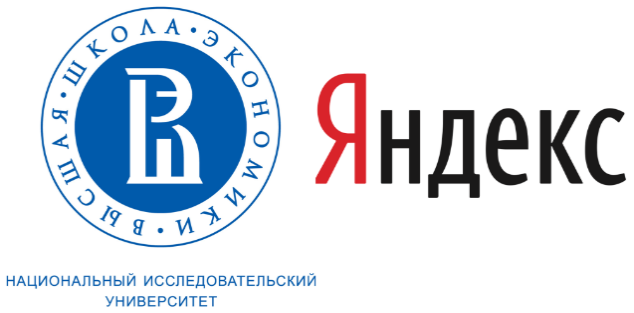 ВЫСШАЯ · ШКОЛА · ЭКОНОМИКИ ·
Яндекс
НАЦИОНАЛЬНЫЙ ИССЛЕДОВАТЕЛЬСКИЙ
УНИВЕРСИТЕТ